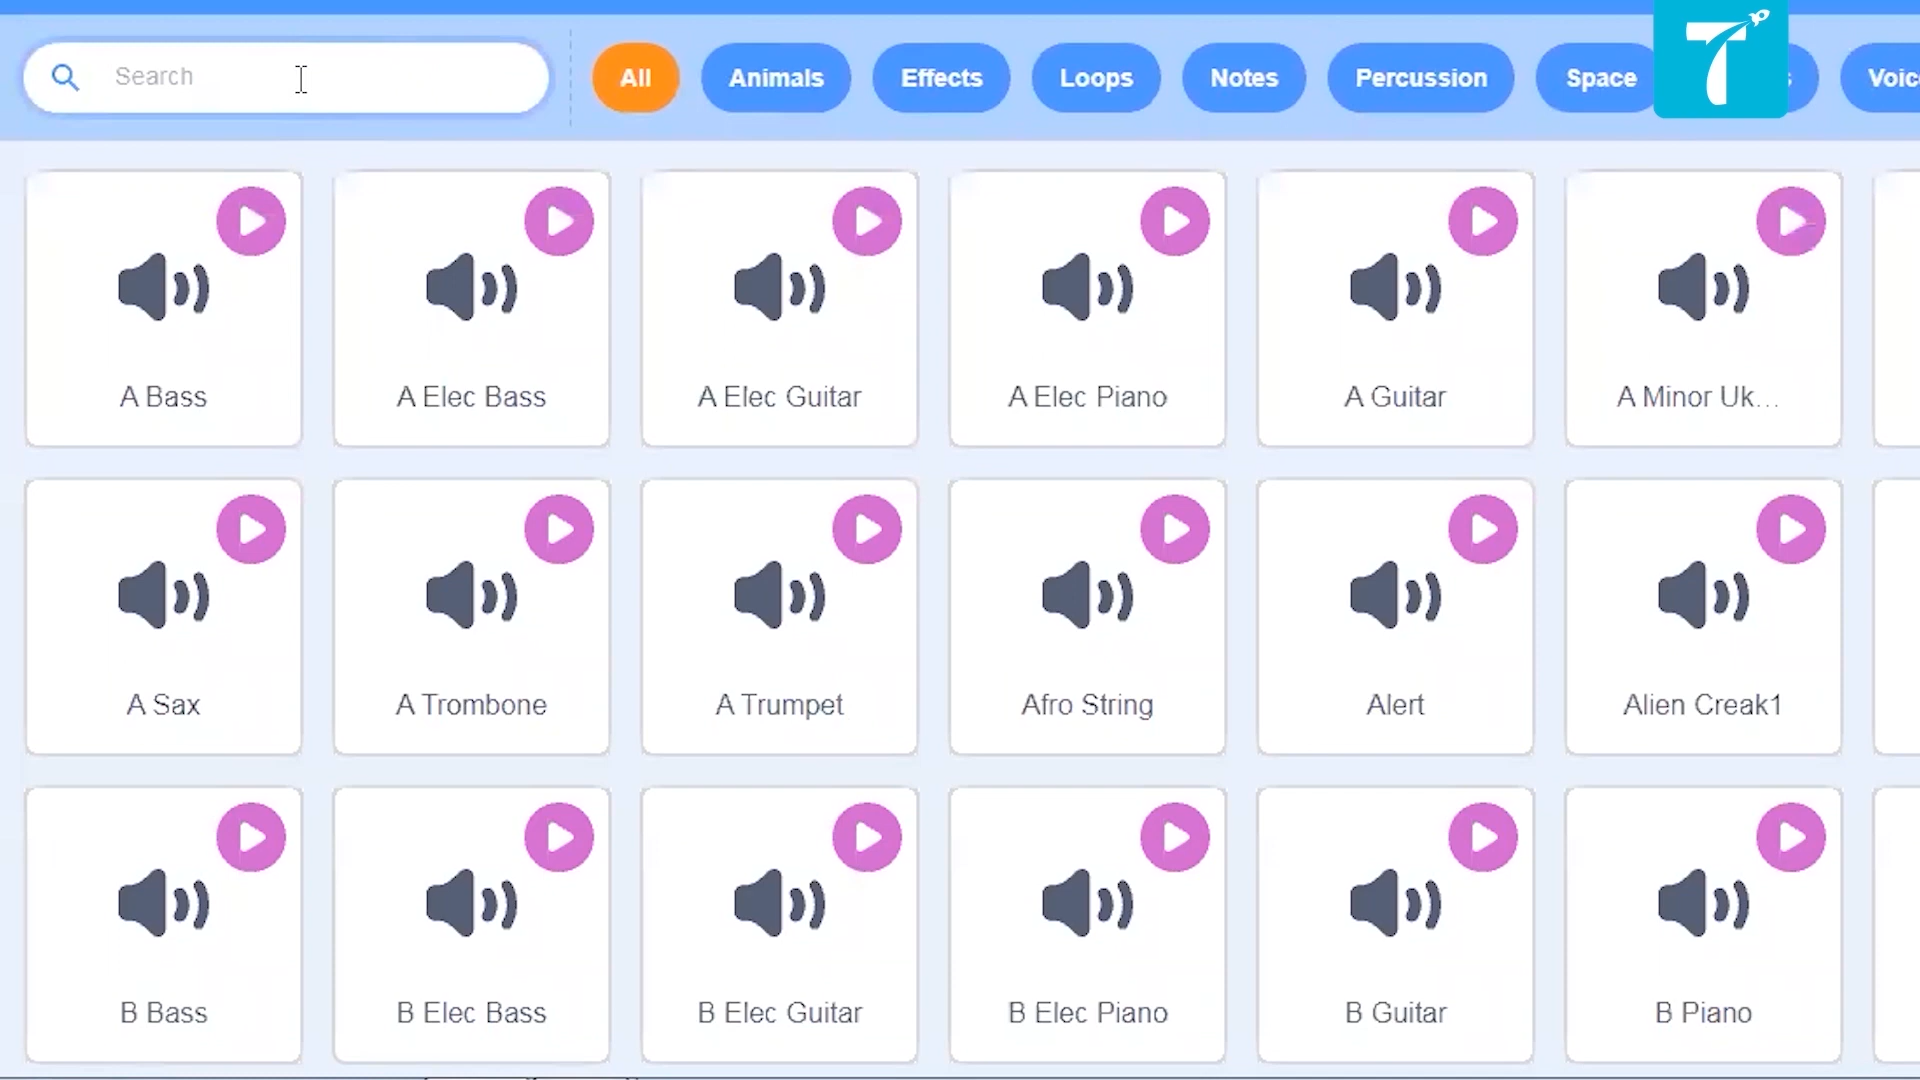 Search
All
Animals
Effects
Loops
Notes
Percussion
Space
A Bass
A Elec Bass
A Elec Guitar
A Elec Piano
A Guitar
A Minor Uk...
A Sax
A Trombone
A Trumpet
Afro String
Alert
Alien Creak1
B Bass
B Elec Bass
B Elec Guitar
B Elec Piano
B Guitar
B Piano